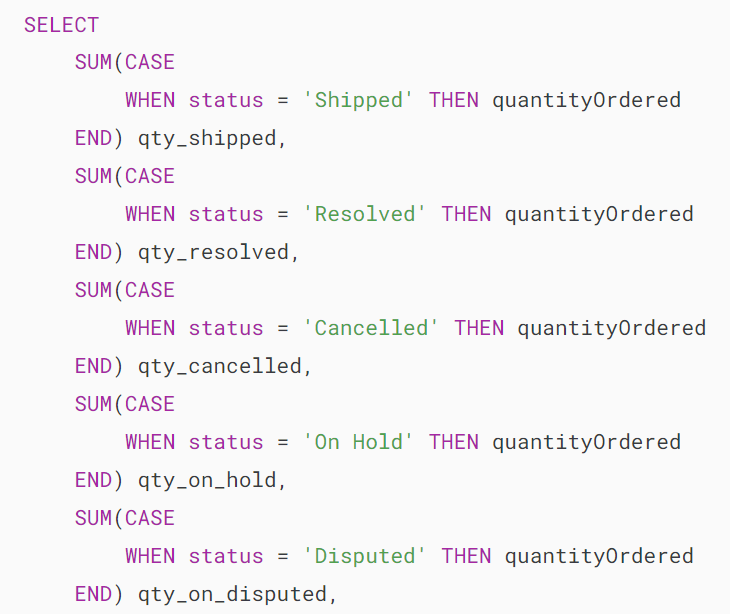 SELECT
    SUM(CASE
        WHEN status = 'Shipped' THEN quantityOrdered
    END) qty_shipped,
    SUM(CASE
        WHEN status = 'Resolved' THEN quantityOrdered
    END) qty_resolved,
    SUM(CASE
        WHEN status = 'Cancelled' THEN quantityOrdered
    END) qty_cancelled,
    SUM(CASE
        WHEN status = 'On Hold' THEN quantityOrdered
    END) qty_on_hold,
    SUM(CASE
        WHEN status = 'Disputed' THEN quantityOrdered
    END) qty_on_disputed,